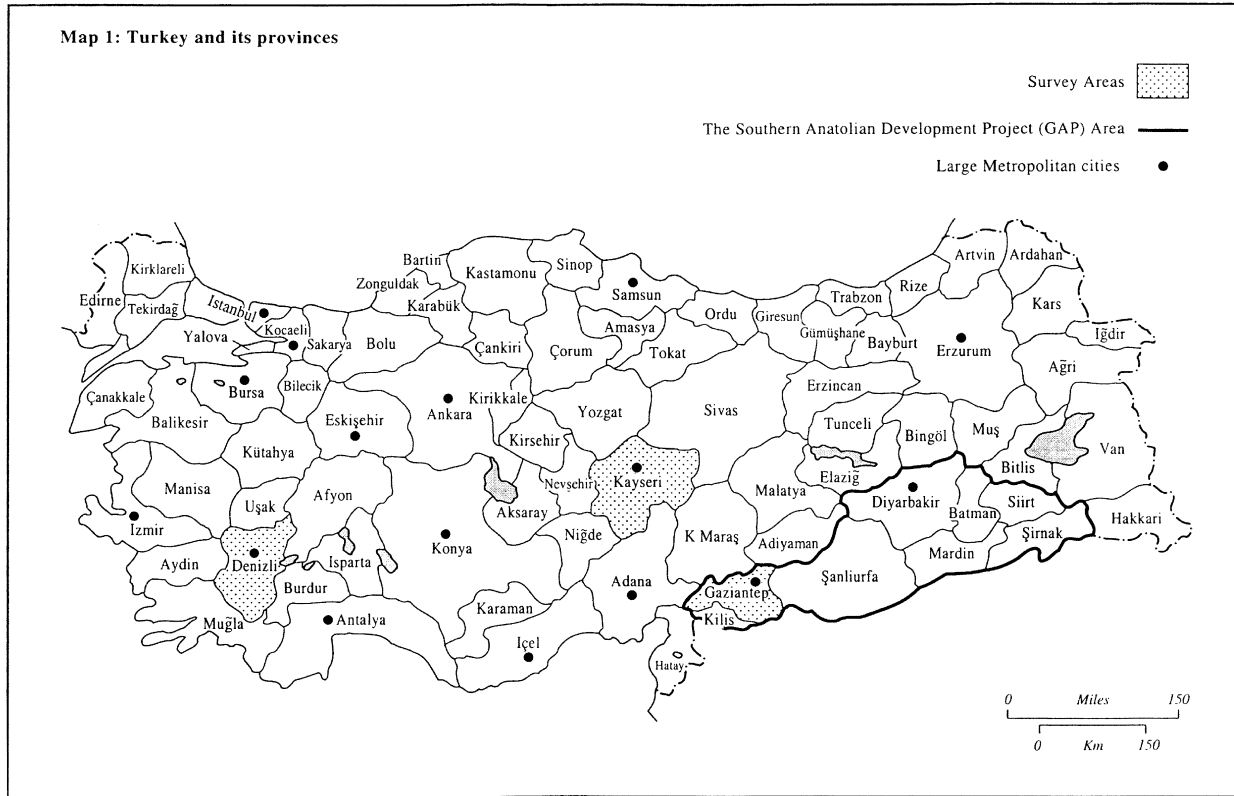 Map 1: Turkey and its provinces
Survey Areas
The Southern Anatolian Development Project (GAP) Area
Large Metropolitan cities
Kirklareli
Edirne
Tekirdağ
Istanbul
Kocaeli
Yalova
Sakarya
Bolu
Zonguldak
Bartin
Karabük
Kastamonu
Sinop
Samsun
Çankiri
Çorum
Amasya
Tokat
Ordu
Giresun
Trabzon
Gümüşhane
Rize
Bayburt
Artvin
Ardahan
Kars
Iğdir
Erzurum
Ağri
Çanakkale
Balikesir
Bursa
Bilecik
Eskişehir
Kütahya
Ankara
Kirikkale
Kirsehir
Yozgat
Sivas
Erzincan
Tunceli
Bingöl
Muş
Van
Bitlis
Elaziğ
Manisa
Uşak
Afyon
Nevşehir
Kayseri
Malatya
Diyarbakir
Batman
Siirt
Hakkari
Izmir
Aydin
Denizli
Isparta
Burdur
Konya
Aksaray
Niğde
K Maraş
Adiyaman
Şanliurfa
Mardin
Şirnak
Muğla
Antalya
Karaman
Içel
Adana
Gaziantep
Kilis
Hatay
0 Miles 150
0 Km 150